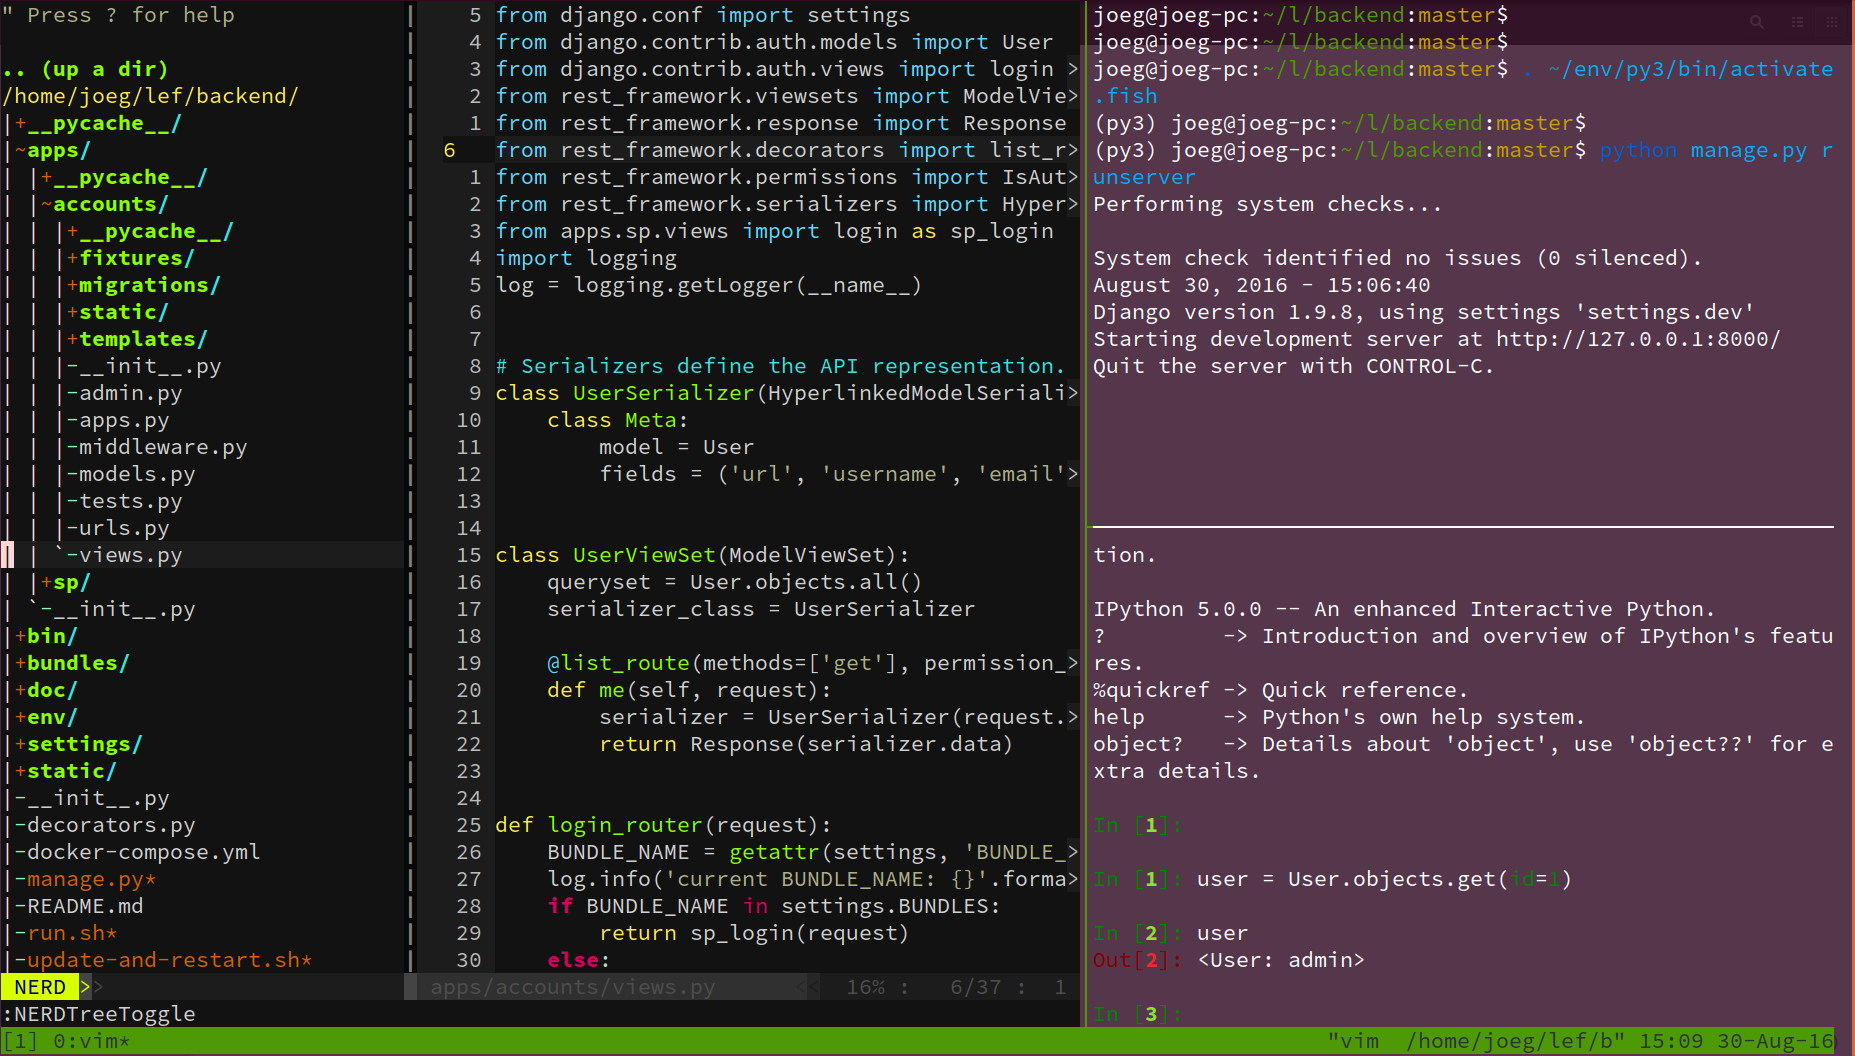 " Press ? for help
.. (up a dir)
/home/joeg/lef/backend/
|+__pycache__/
|~apps/
| |+__pycache__/
| |~accounts/
| | |+__pycache__/
| | |+fixtures/
| | |+migrations/
| | |+static/
| | |+templates/
| | |-__init__.py
| | |-admin.py
| | |-apps.py
| | |-middleware.py
| | |-models.py
| | |-tests.py
| | |-urls.py
| | `-views.py
| |+sp/
| `-__init__.py
|+bin/
|+bundles/
|+doc/
|+env/
|+settings/
|+static/
|-__init__.py
|-decorators.py
|-docker-compose.yml
|-manage.py*
|-README.md
|-run.sh*
|-update-and-restart.sh*
NERD >>
:NERDTreeToggle
5 from django.conf import settings
4 from django.contrib.auth.models import User
3 from django.contrib.auth.views import login >
2 from rest_framework.viewsets import ModelVie>
1 from rest_framework.response import Response
6 from rest_framework.decorators import list_r>
1 from rest_framework.permissions import IsAut>
2 from rest_framework.serializers import Hyper>
3 from apps.sp.views import login as sp_login
4 import logging
5 log = logging.getLogger(__name__)
6
7
8 # Serializers define the API representation.
9 class UserSerializer(HyperlinkedModelSeriali>
10     class Meta:
11         model = User
12         fields = ('url', 'username', 'email'>
13
14
15 class UserViewSet(ModelViewSet):
16     queryset = User.objects.all()
17     serializer_class = UserSerializer
18
19     @list_route(methods=['get'], permission_>
20     def me(self, request):
21         serializer = UserSerializer(request.>
22         return Response(serializer.data)
23
24
25 def login_router(request):
26     BUNDLE_NAME = getattr(settings, 'BUNDLE_>
27     log.info('current BUNDLE_NAME: {}'.forma>
28     if BUNDLE_NAME in settings.BUNDLES:
29         return sp_login(request)
30     else:
apps/accounts/views.py << 16% : 6/37 : 1
joeg@joeg-pc:~/l/backend:master$
joeg@joeg-pc:~/l/backend:master$
joeg@joeg-pc:~/l/backend:master$ . ~/env/py3/bin/activate
.fish
(py3) joeg@joeg-pc:~/l/backend:master$
(py3) joeg@joeg-pc:~/l/backend:master$ python manage.py r
unserver
Performing system checks...
System check identified no issues (0 silenced).
August 30, 2016 - 15:06:40
Django version 1.9.8, using settings 'settings.dev'
Starting development server at http://127.0.0.1:8000/
Quit the server with CONTROL-C.
tion.
IPython 5.0.0 -- An enhanced Interactive Python.
?         -> Introduction and overview of IPython's featu
res.
%quickref -> Quick reference.
help      -> Python's own help system.
object?   -> Details about 'object', use 'object??' for e
xtra details.
In [1]:
In [1]: user = User.objects.get(id=1)
In [2]: user
Out[2]: <User: admin>
In [3]:
[1] 0:vim* "vim  /home/joeg/lef/b" 15:09 30-Aug-16